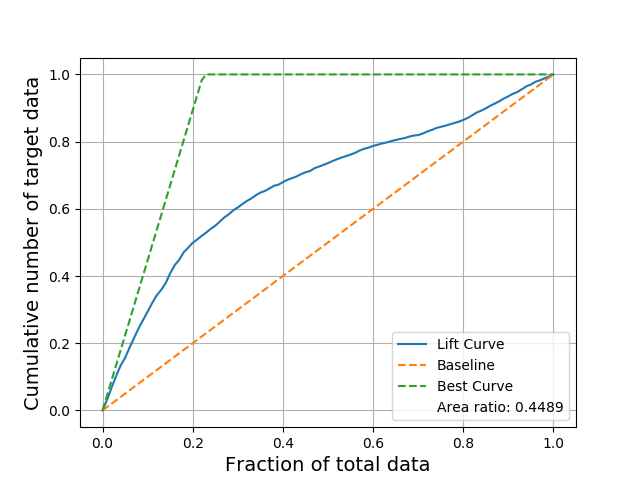 1.0
0.8
0.6
0.4
0.2
0.0
Cumulative number of target data
0.0 0.2 0.4 0.6 0.8 1.0
Fraction of total data
Lift Curve
Baseline
Best Curve
Area ratio: 0.4489